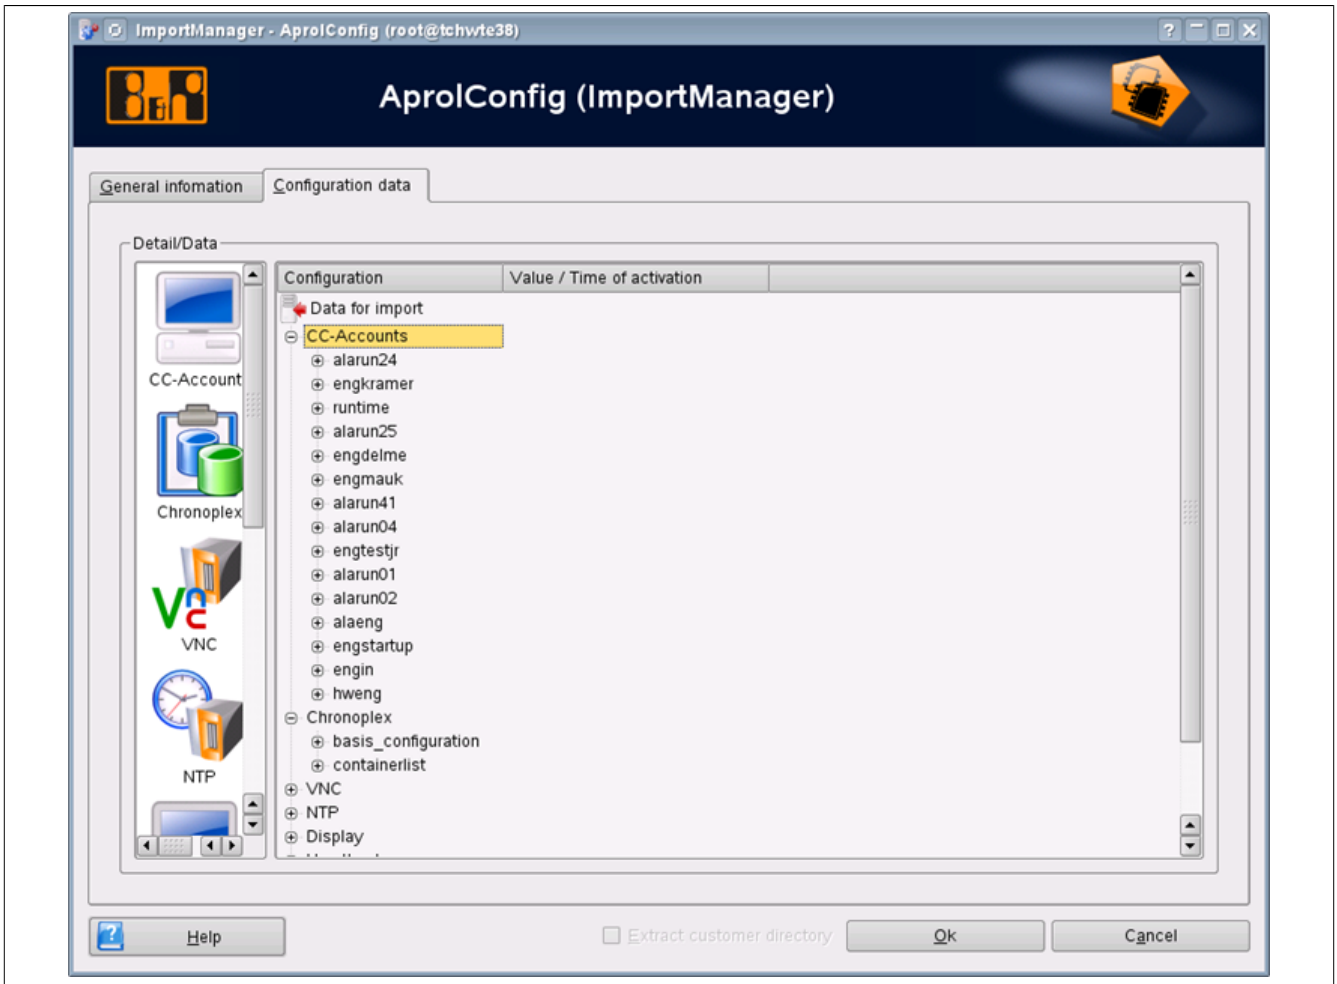 ImportManager - AprolConfig (root@tchwte38)
B&R
AprolConfig (ImportManager)
General infomation
Configuration data
Detail/Data
CC-Account
Chronoplex
VNC
VNC
NTP
Configuration
Value / Time of activation
Data for import
CC-Accounts
alarun24
engkramer
runtime
alarun25
engdelme
engmauk
alarun41
alarun04
engtestjr
alarun01
alarun02
alaeng
engstartup
engin
hweng
Chronoplex
basis_configuration
containerlist
VNC
NTP
Display
Help
Extract customer directory
Ok
Cancel